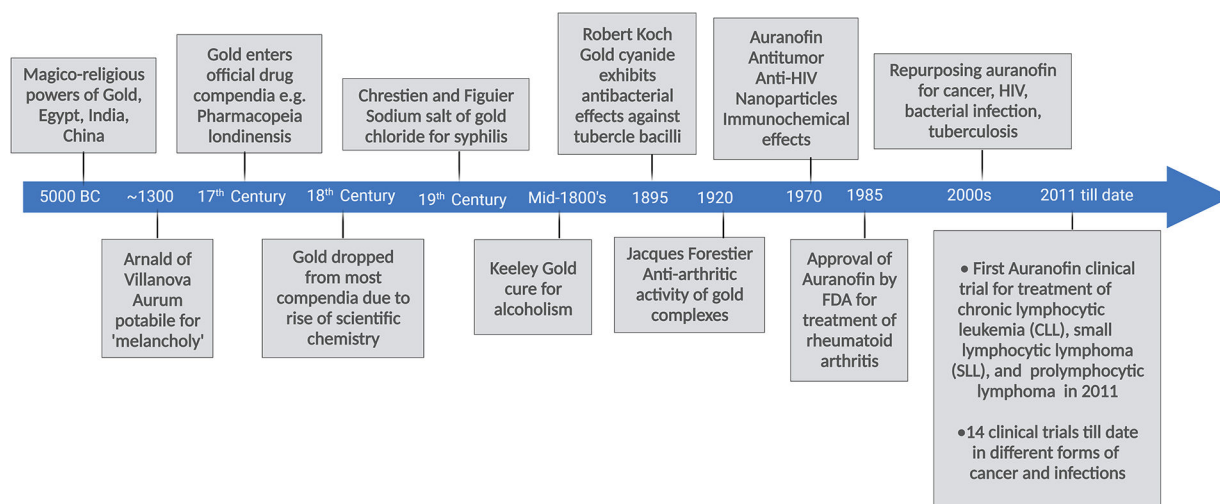 Magico-religious
powers of Gold,
Egypt, India,
China
Gold enters
official drug
compendia e.g.
Pharmacopeia
londinensis
Chrestien and Figuier
Sodium salt of gold
chloride for syphilis
Robert Koch
Gold cyanide
exhibits
antibacterial
effects against
tubercle bacilli
Auranofin
Antitumor
Anti-HIV
Nanoparticles
Immunochemical
effects
Repurposing auranofin
for cancer, HIV,
bacterial infection,
tuberculosis
5000 BC ~1300 17th Century 18th Century 19th Century Mid-1800's 1895 1920 1970 1985 2000s 2011 till date
Arnald of
Villanova
Aurum
potabile for
'melancholy'
Gold dropped
from most
compendia due to
rise of scientific
chemistry
Keeley Gold
cure for
alcoholism
Jacques Forestier
Anti-arthritic
activity of gold
complexes
Approval of
Auranofin by
FDA for
treatment of
rheumatoid
arthritis
• First Auranofin clinical
trial for treatment of
chronic lymphocytic
leukemia (CLL), small
lymphocytic lymphoma
(SLL), and prolymphocytic
lymphoma in 2011
•14 clinical trials till date
in different forms of
cancer and infections